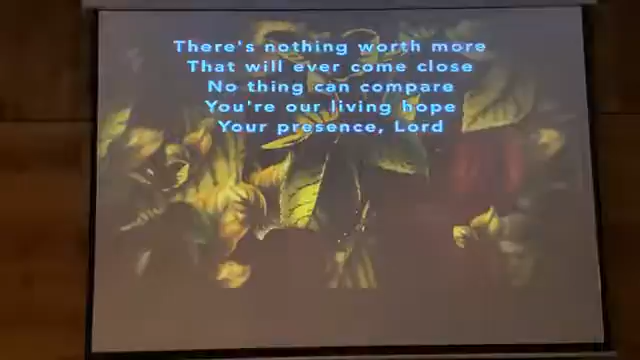 There's nothing worth more
That will ever come close
No thing can compare
You're our living hope
Your presence, Lord